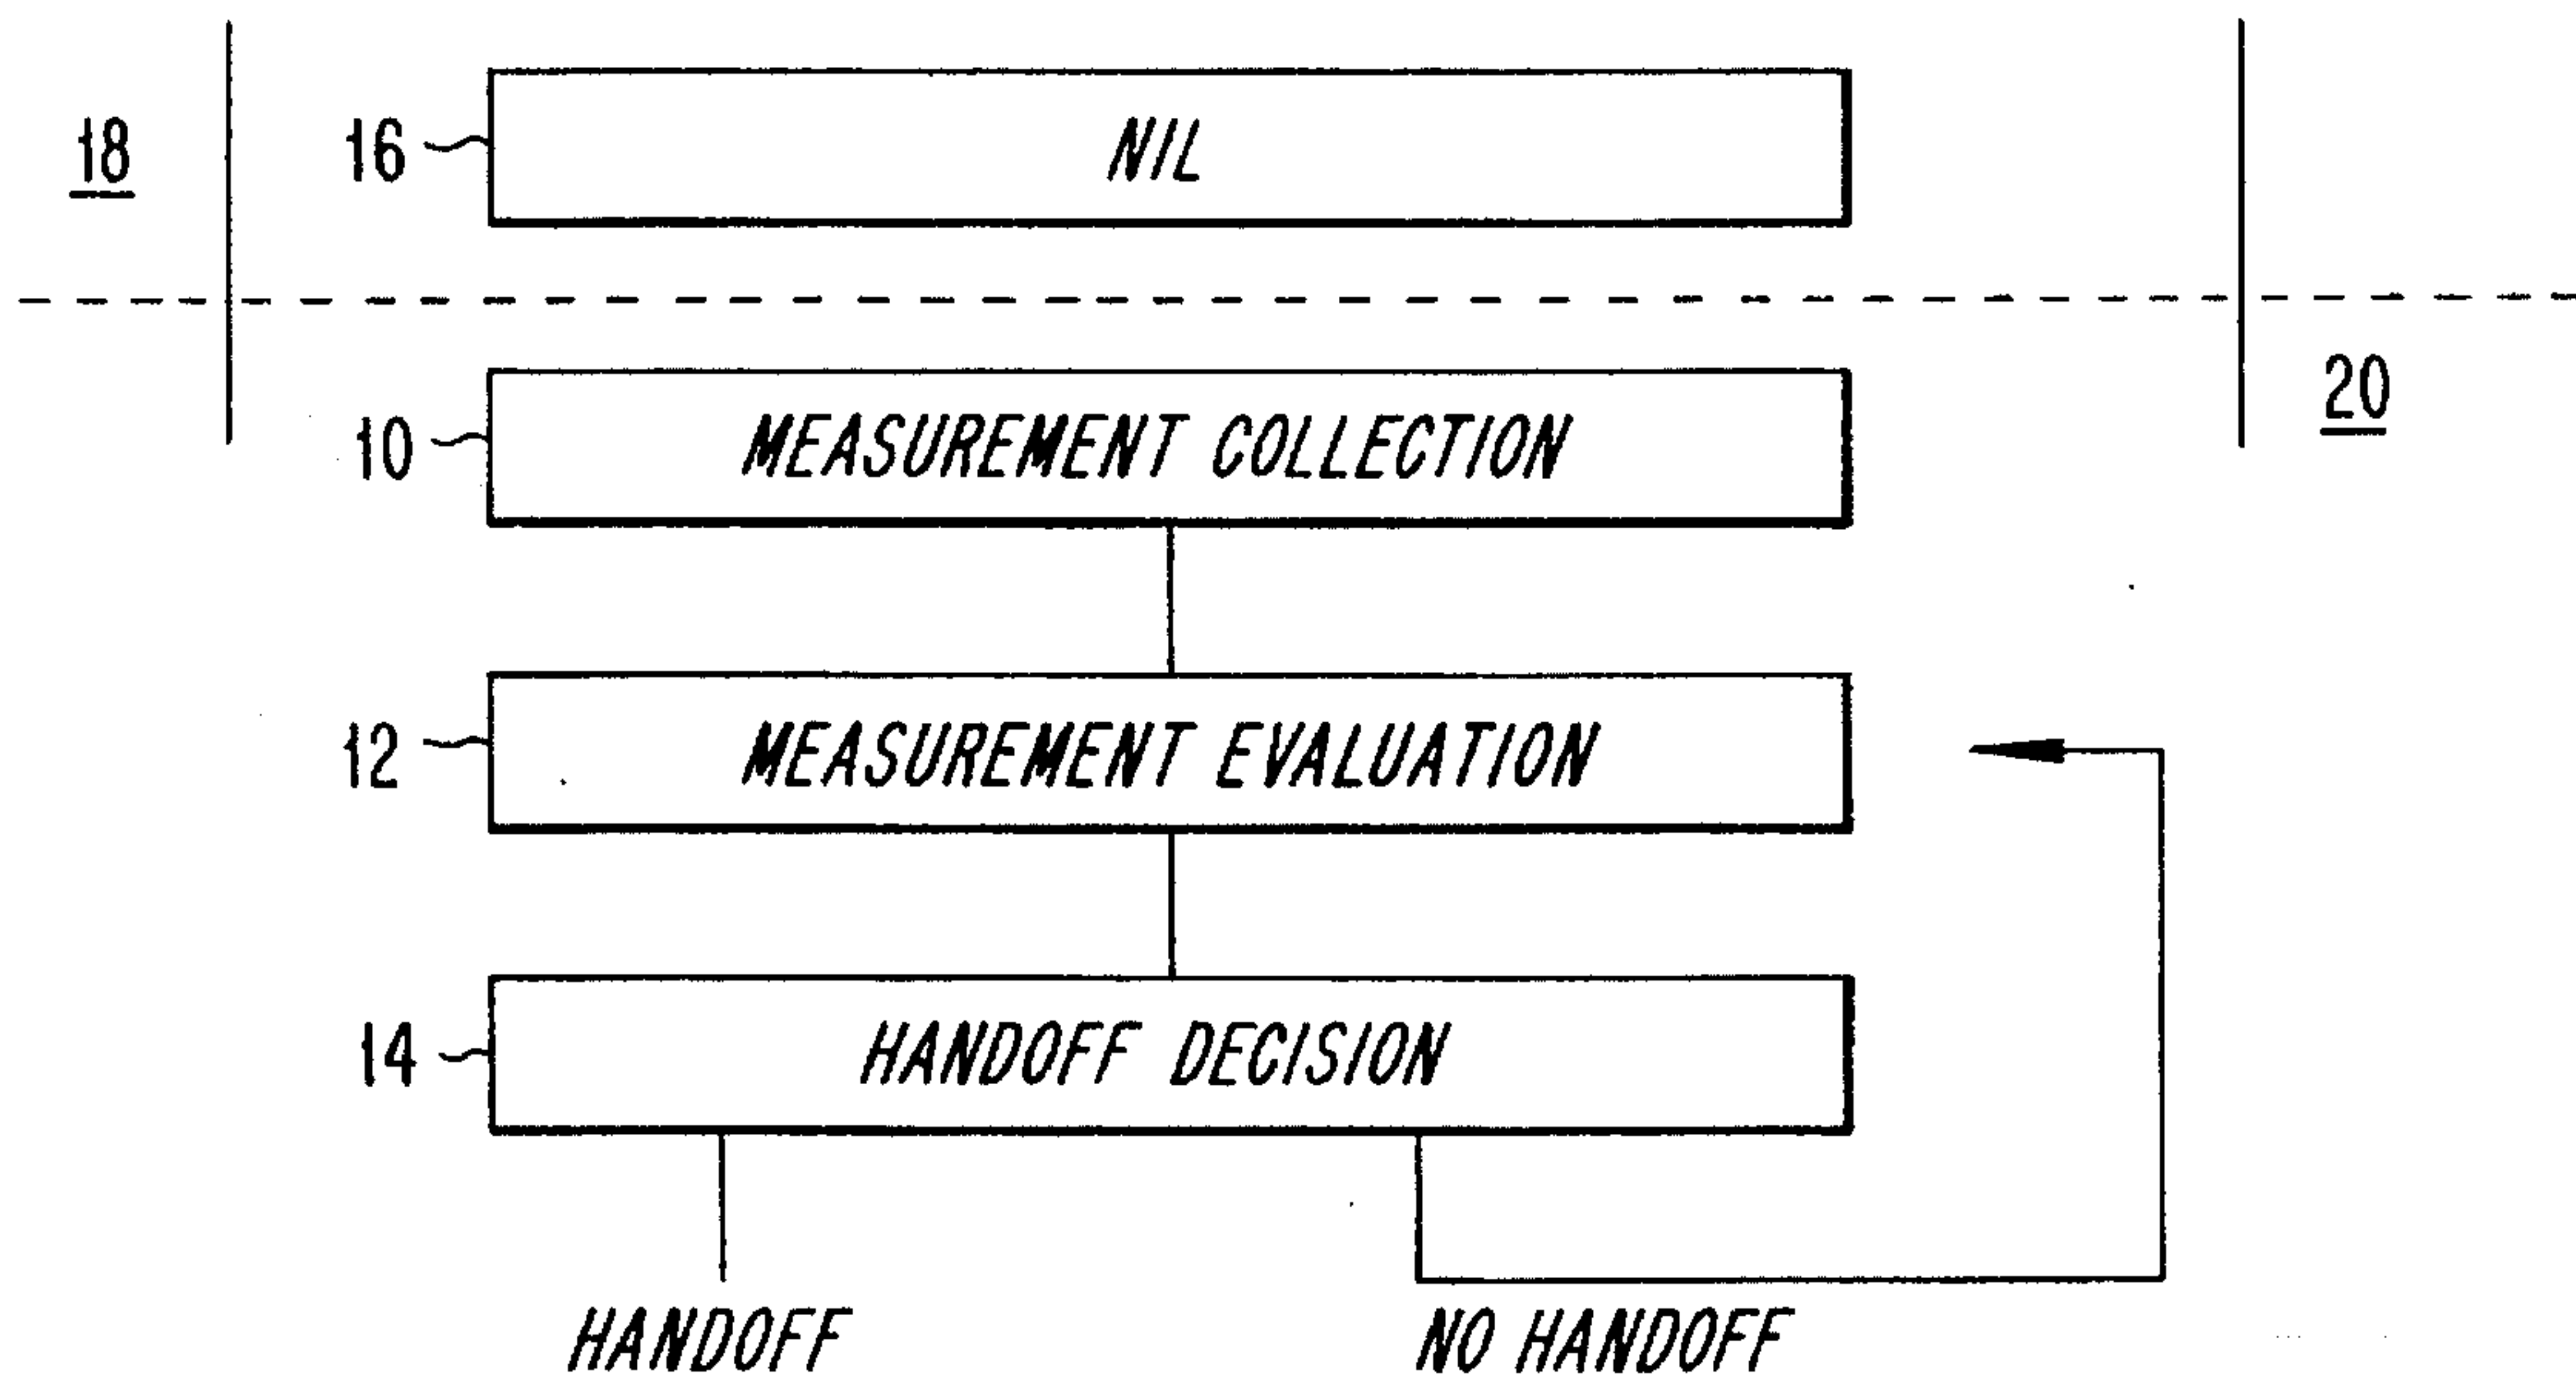 18
16
NIL
10
MEASUREMENT COLLECTION
20
12
MEASUREMENT EVALUATION
14
HANDOFF DECISION
HANDOFF
NO HANDOFF